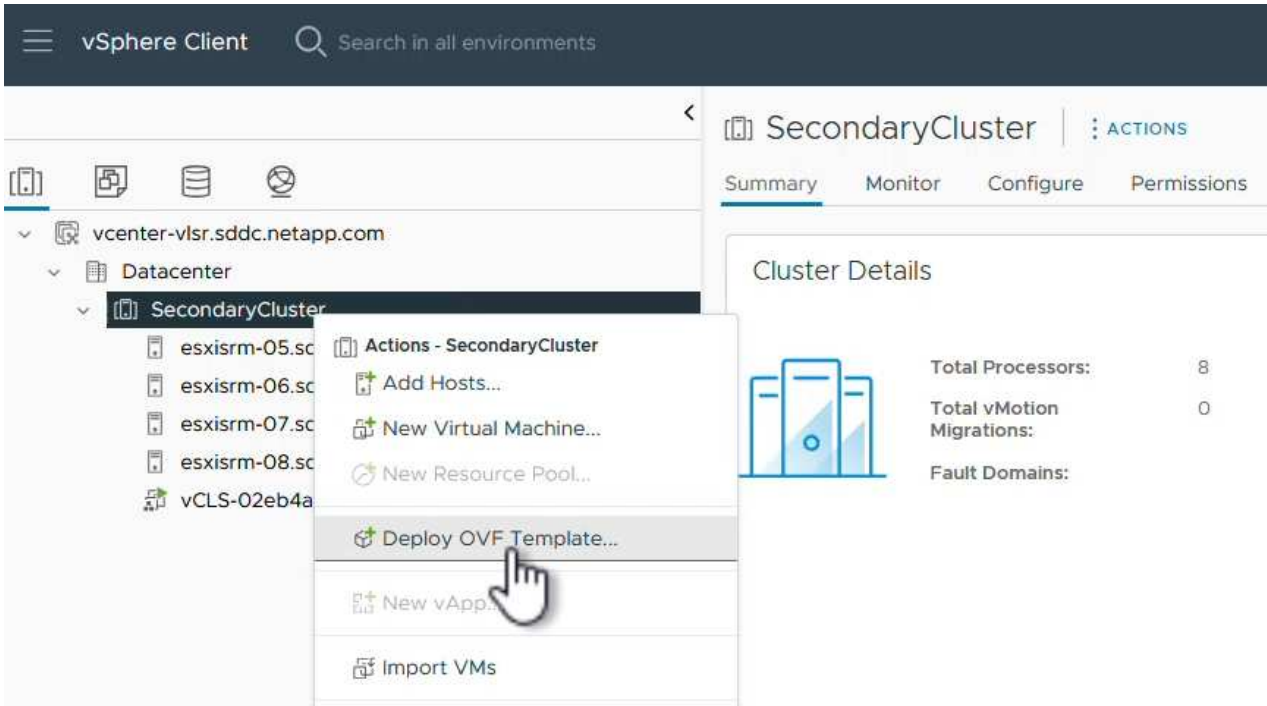 vSphere Client
Search in all environments
SecondaryCluster
ACTIONS
Summary Monitor Configure Permissions
vcenter-vlsr.sddc.netapp.com
Datacenter
SecondaryCluster
esxisrm-05.sc
esxisrm-06.sc
esxisrm-07.sc
esxisrm-08.sc
vCLS-02eb4a
Actions - SecondaryCluster
Add Hosts...
New Virtual Machine...
New Resource Pool...
Deploy OVF Template...
New vApp...
Import VMs
Cluster Details
Total Processors: 8
Total vMotion 0
Migrations:
Fault Domains: